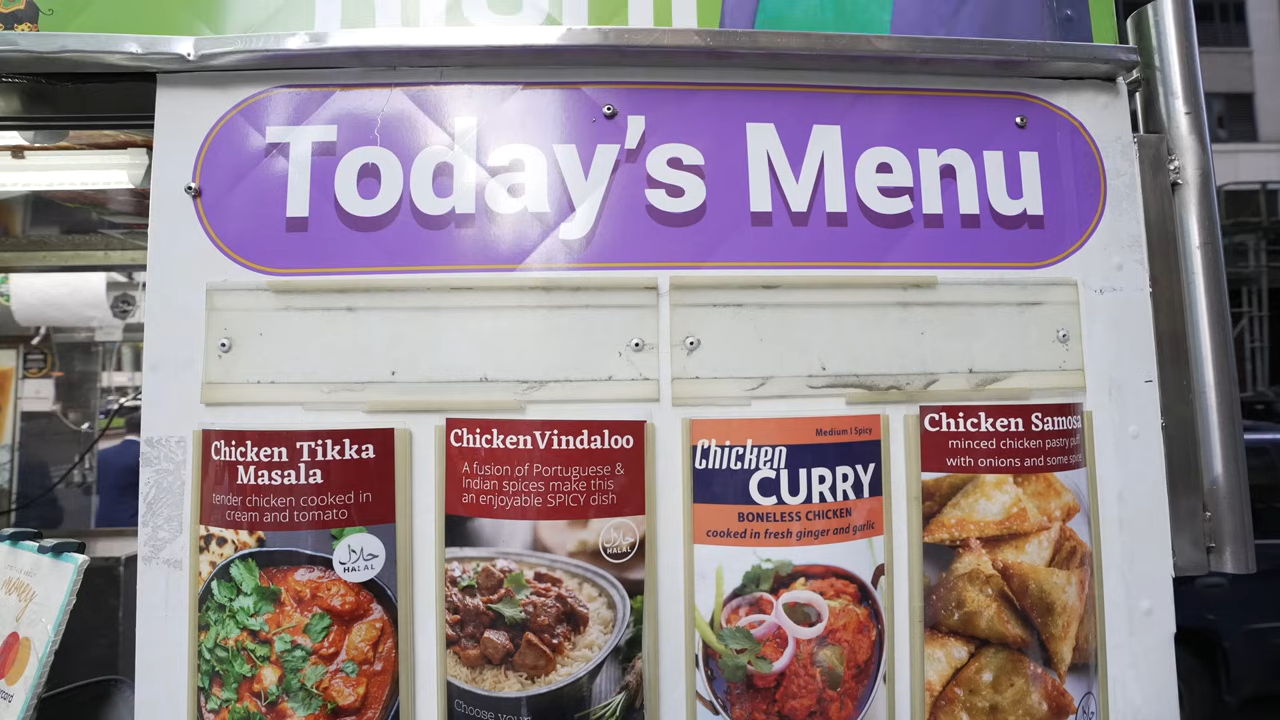 Today's Menu
Chicken Tikka
Masala
tender chicken cooked in
cream and tomato
حلال
HALAL
ChickenVindaloo
A fusion of Portuguese &
Indian spices make this
an enjoyable SPICY dish
حلال
HALAL
Choose your
Medium I Spicy
Chicken
CURRY
BONELESS CHICKEN
cooked in fresh ginger and garlic
Chicken Samosa
minced chicken pastry puff
with onions and some